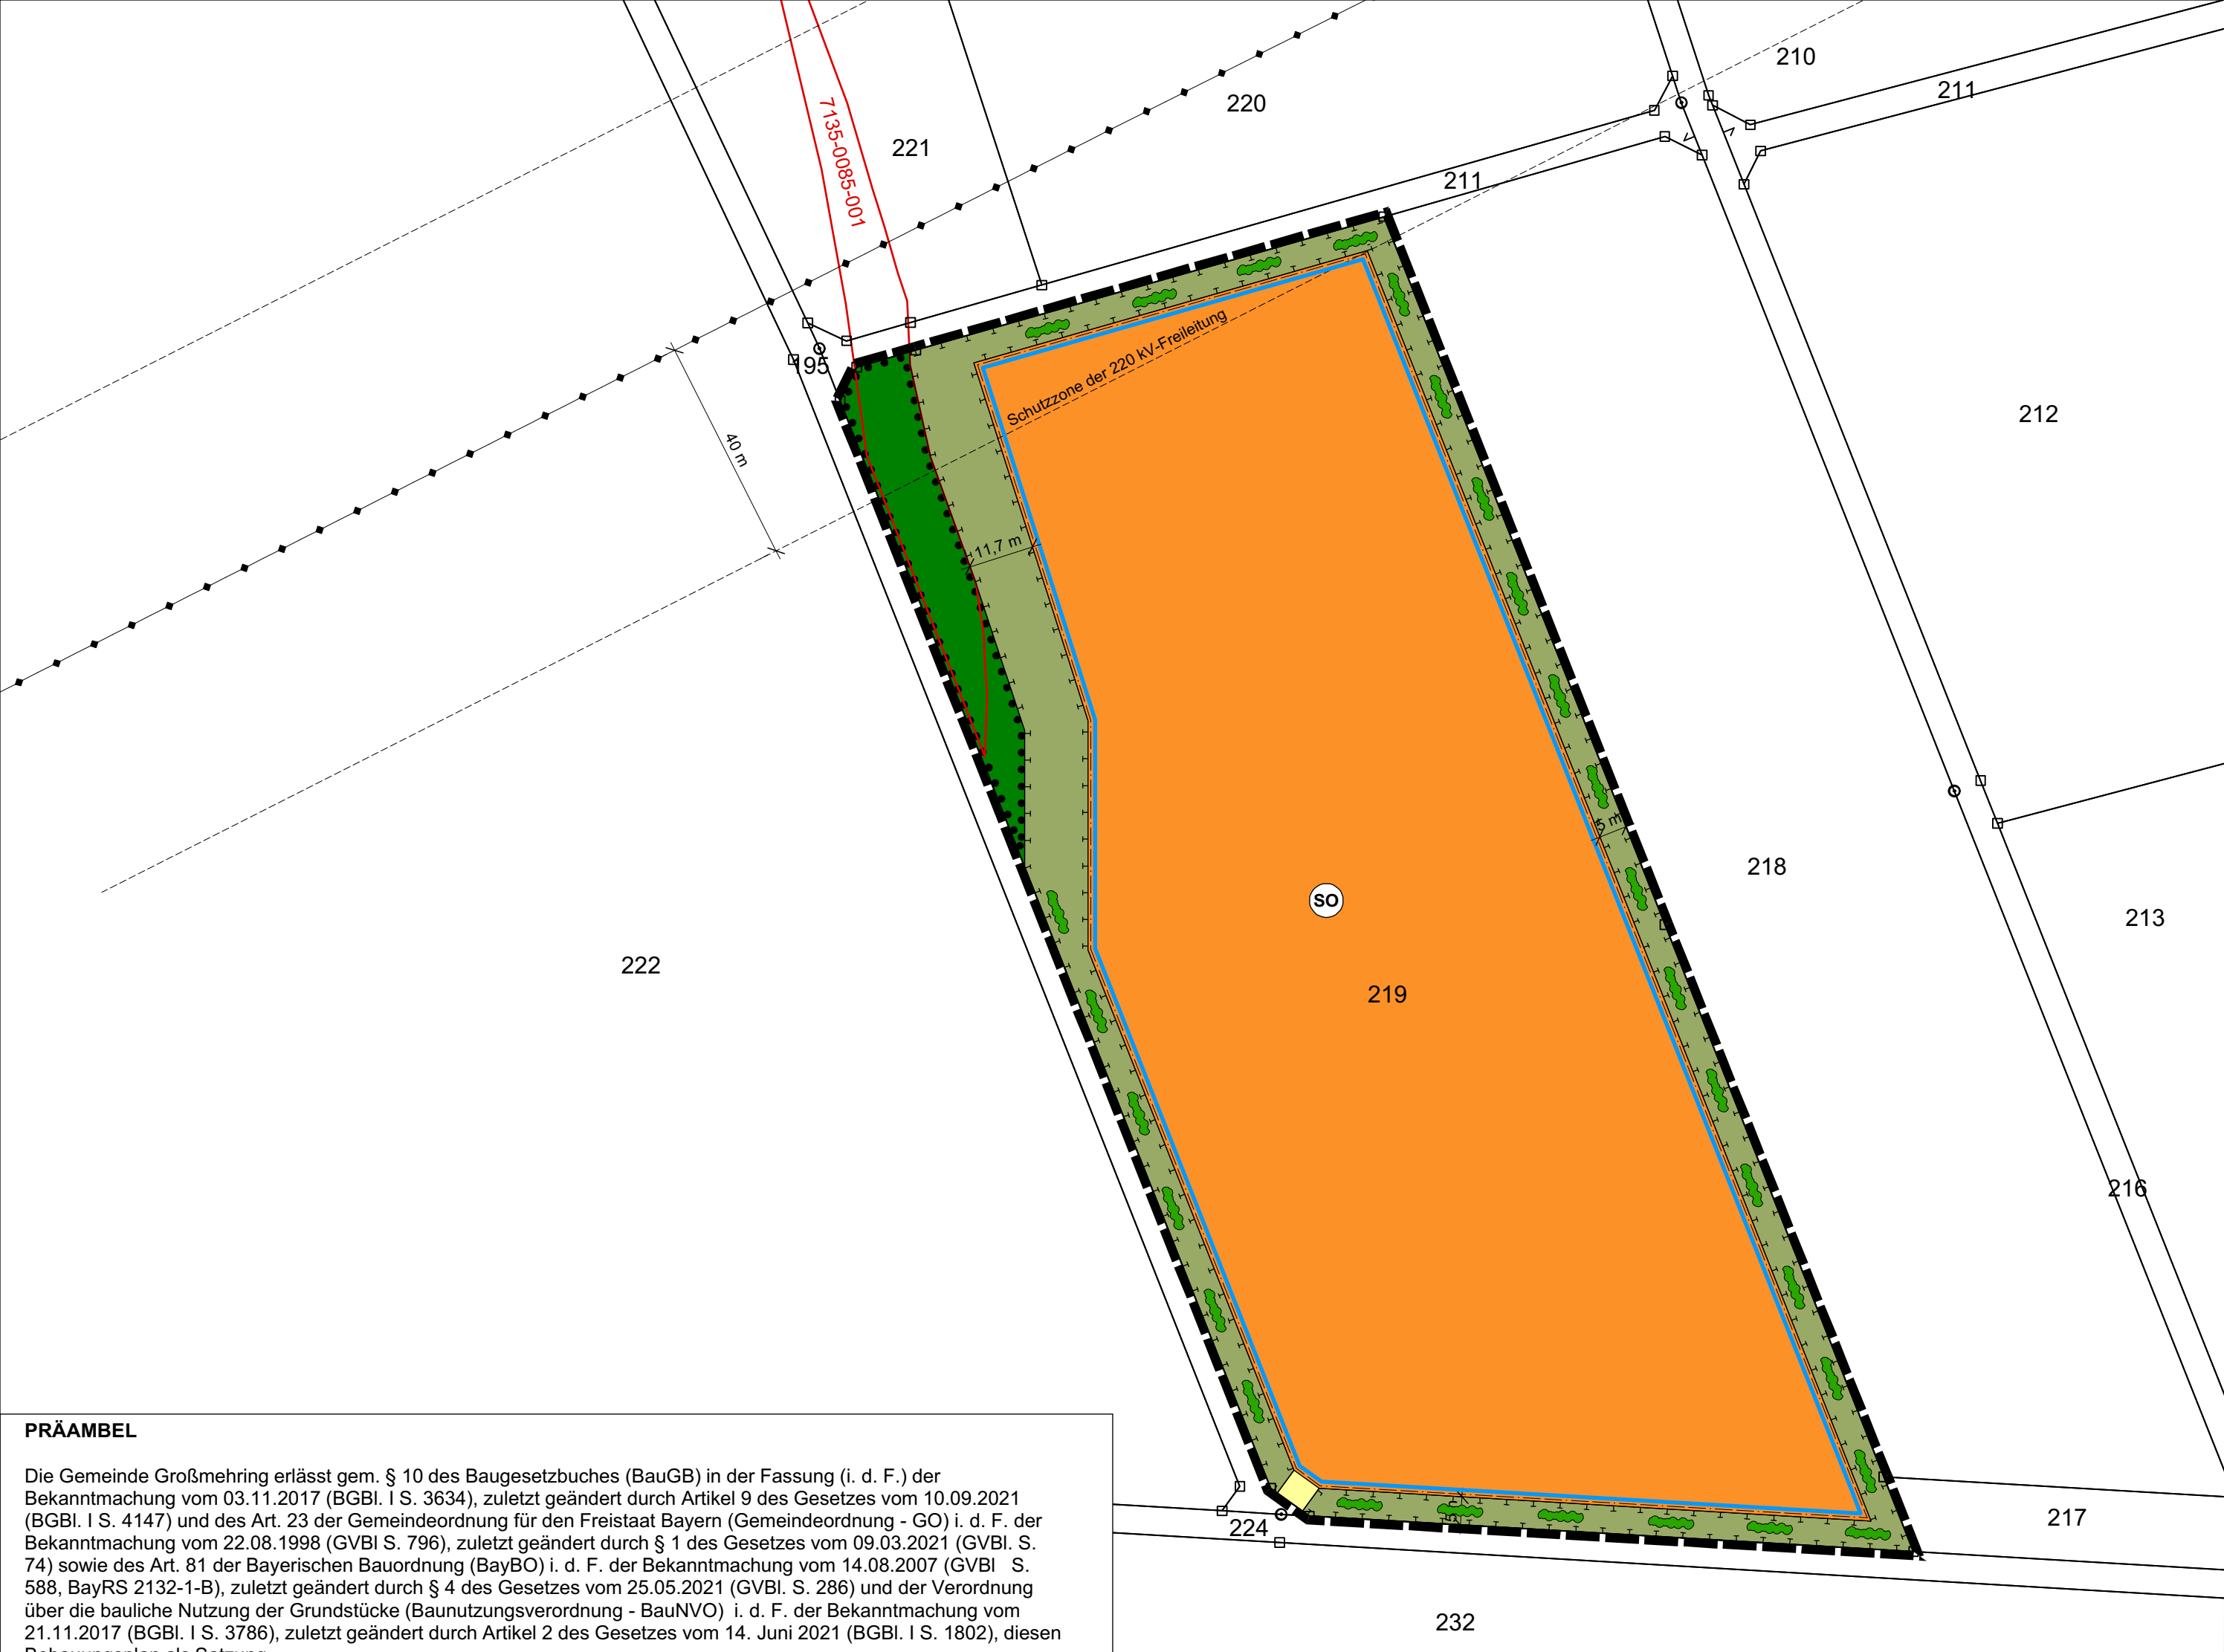 210
211
220
7135-0085-001
221
211
195
Schutzzone der 220 kV-Freileitung
212
40 m
11,7 m
5 m
218
SO
213
222
219
216
217
224
232
PRÄAMBEL
Die Gemeinde Großmehring erlässt gem. § 10 des Baugesetzbuches (BauGB) in der Fassung (i. d. F.) der
Bekanntmachung vom 03.11.2017 (BGBl. I S. 3634), zuletzt geändert durch Artikel 9 des Gesetzes vom 10.09.2021
(BGBl. I S. 4147) und des Art. 23 der Gemeindeordnung für den Freistaat Bayern (Gemeindeordnung - GO) i. d. F. der
Bekanntmachung vom 22.08.1998 (GVBl S. 796), zuletzt geändert durch § 1 des Gesetzes vom 09.03.2021 (GVBl. S.
74) sowie des Art. 81 der Bayerischen Bauordnung (BayBO) i. d. F. der Bekanntmachung vom 14.08.2007 (GVBl S.
588, BayRS 2132-1-B), zuletzt geändert durch § 4 des Gesetzes vom 25.05.2021 (GVBl. S. 286) und der Verordnung
über die bauliche Nutzung der Grundstücke (Baunutzungsverordnung - BauNVO) i. d. F. der Bekanntmachung vom
21.11.2017 (BGBl. I S. 3786), zuletzt geändert durch Artikel 2 des Gesetzes vom 14. Juni 2021 (BGBl. I S. 1802), diesen